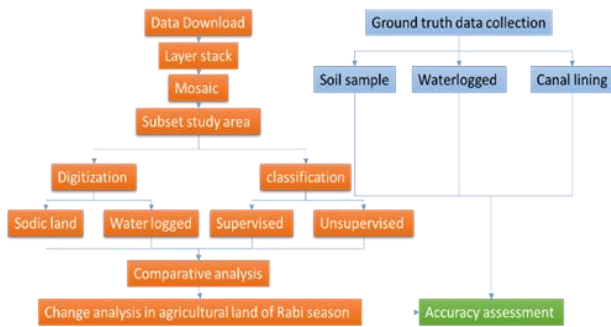 Data Download
Layer stack
Mosaic
Subset study area
Digitization
classification
Sodic land
Water logged
Supervised
Unsupervised
Comparative analysis
Change analysis in agricultural land of Rabi season
Ground truth data collection
Soil sample
Waterlogged
Canal lining
Accuracy assessment